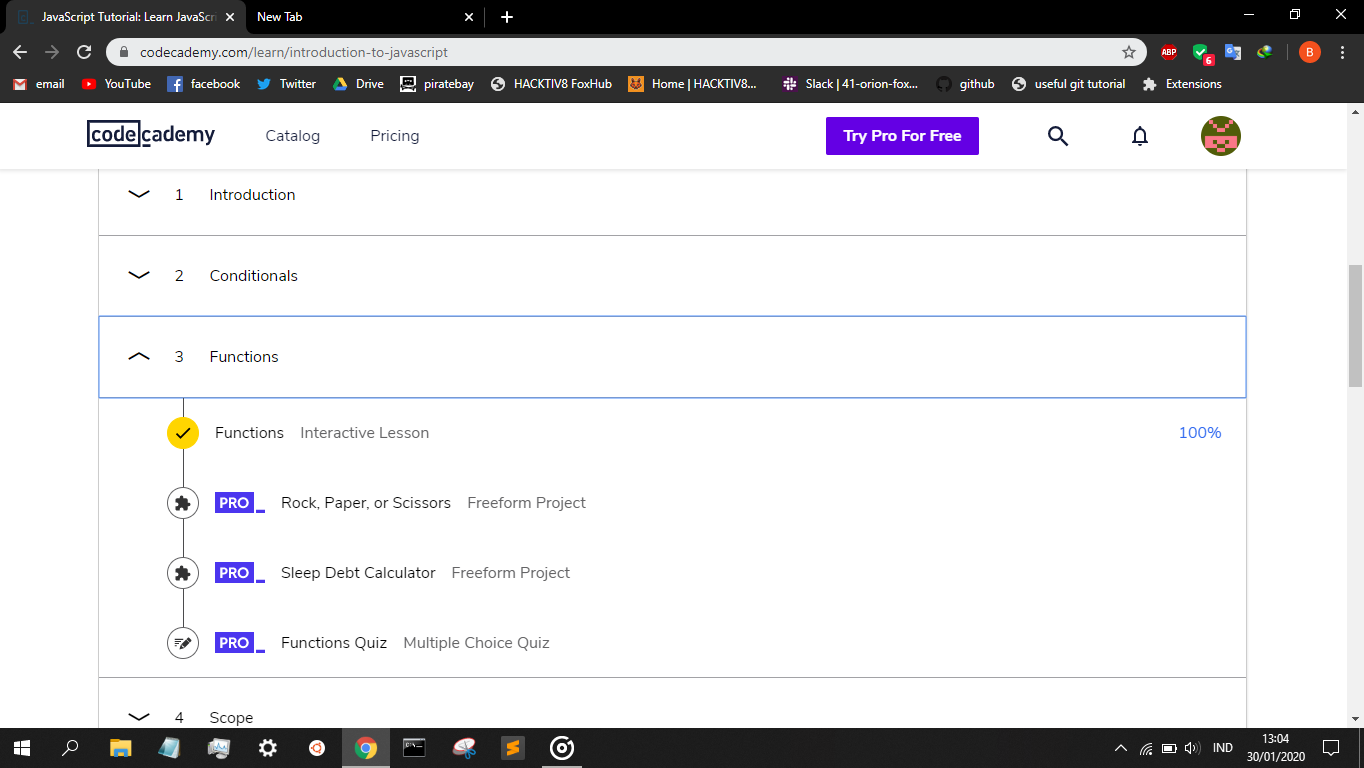 JavaScript Tutorial: Learn JavaScri
New Tab
codecademy.com/learn/introduction-to-javascript
ABP
6
B
email
YouTube
facebook
Twitter
Drive
piratebay
HACKTIV8 FoxHub
Home | HACKTIV8...
Slack | 41-orion-fox...
github
useful git tutorial
Extensions
codecademy
Catalog
Pricing
Try Pro For Free
1 Introduction
2 Conditionals
3 Functions
Functions Interactive Lesson 100%
PRO Rock, Paper, or Scissors Freeform Project
PRO Sleep Debt Calculator Freeform Project
PRO Functions Quiz Multiple Choice Quiz
4 Scope
IND
13:04
30/01/2020